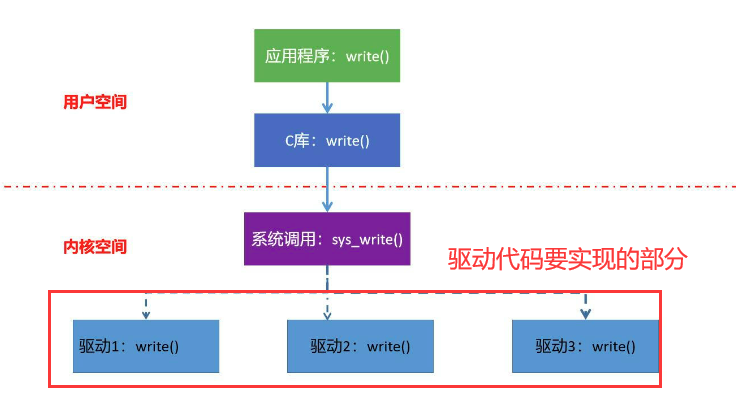 应用程序：write()
用户空间
C库：write()
系统调用：sys_write()
内核空间
驱动代码要实现的部分
驱动1：write()
驱动2：write()
驱动3：write()